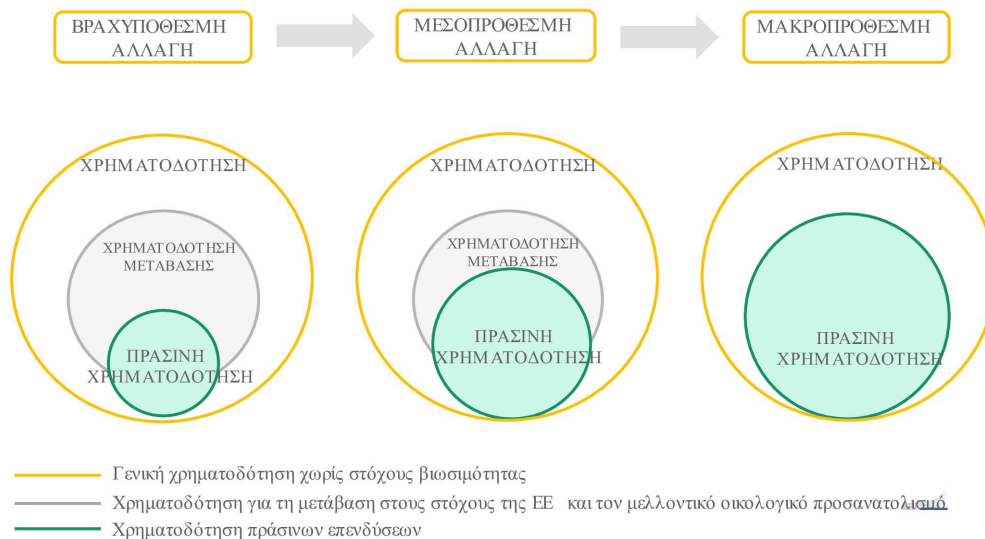 ΒΡΑΧΥΠΟΘΕΣΜΗ
ΑΛΛΑΓΗ
ΜΕΣΟΠΡΟΘΕΣΜΗ
ΑΛΛΑΓΗ
ΜΑΚΡΟΠΡΟΘΕΣΜΗ
ΑΛΛΑΓΗ
ΧΡΗΜΑΤΟΔΟΤΗΣΗ
ΧΡΗΜΑΤΟΔΟΤΗΣΗ
ΜΕΤΑΒΑΣΗΣ
ΠΡΑΣΙΝΗ
ΧΡΗΜΑΤΟΔΟΤΗΣΗ
ΧΡΗΜΑΤΟΔΟΤΗΣΗ
ΧΡΗΜΑΤΟΔΟΤΗΣΗ
ΜΕΤΑΒΑΣΗΣ
ΠΡΑΣΙΝΗ
ΧΡΗΜΑΤΟΔΟΤΗΣΗ
ΧΡΗΜΑΤΟΔΟΤΗΣΗ
ΠΡΑΣΙΝΗ
ΧΡΗΜΑΤΟΔΟΤΗΣΗ
Γενική χρηματοδότηση χωρίς στόχους βιωσιμότητας
Χρηματοδότηση για τη μετάβαση στους στόχους της ΕΕ και τον μελλοντικό οικολογικό προσανατολισμό
Χρηματοδότηση πράσινων επενδύσεων